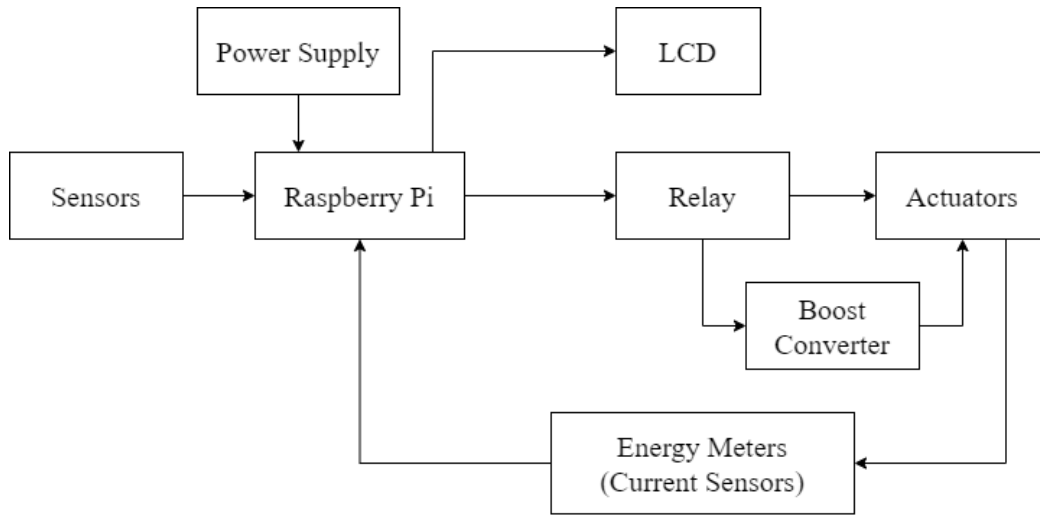 Power Supply
LCD
Sensors
Raspberry Pi
Relay
Actuators
Boost
Converter
Energy Meters
(Current Sensors)